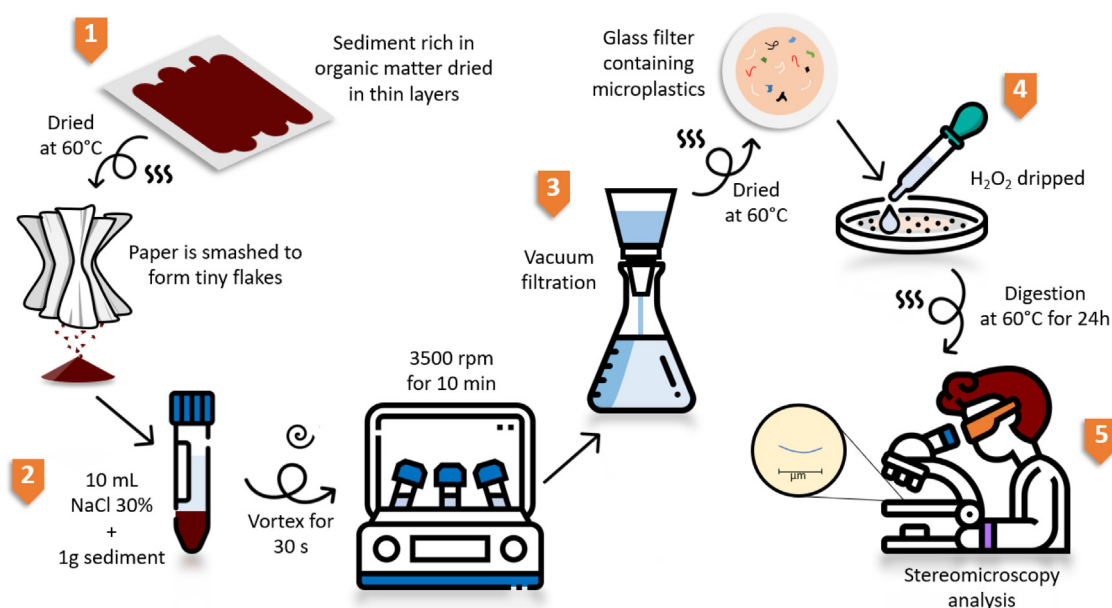 1
Sediment rich in
organic matter dried
in thin layers
Dried
at 60°C
Paper is smashed to
form tiny flakes
2
10 mL
NaCl 30%
+
1g sediment
Vortex for
30 s
3500 rpm
for 10 min
3
Vacuum
filtration
Dried
at 60°C
Glass filter
containing
microplastics
4
H₂O₂ dripped
Digestion
at 60°C for 24h
5
µm
Stereomicroscopy
analysis